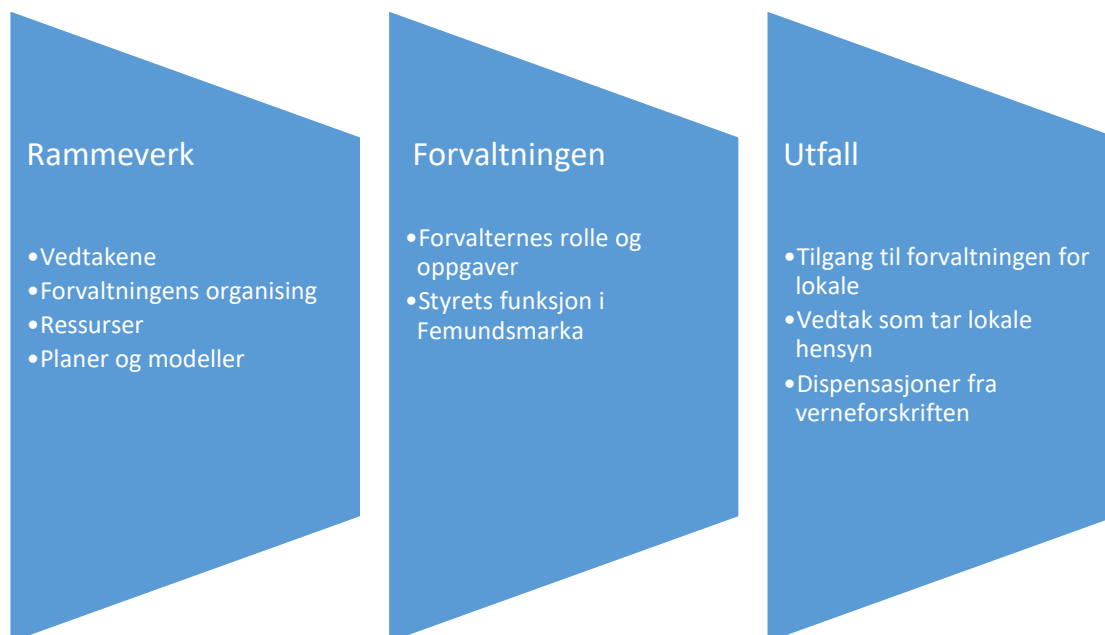 Rammeverk
•Vedtakene
•Forvaltningens organising
•Ressurser
•Planer og modeller
Forvaltningen
•Forvalternes rolle og
oppgaver
•Styrets funksjon i
Femundsmarka
Utfall
•Tilgang til forvaltningen for
lokale
•Vedtak som tar lokale
hensyn
•Dispensasjoner fra
verneforskriften